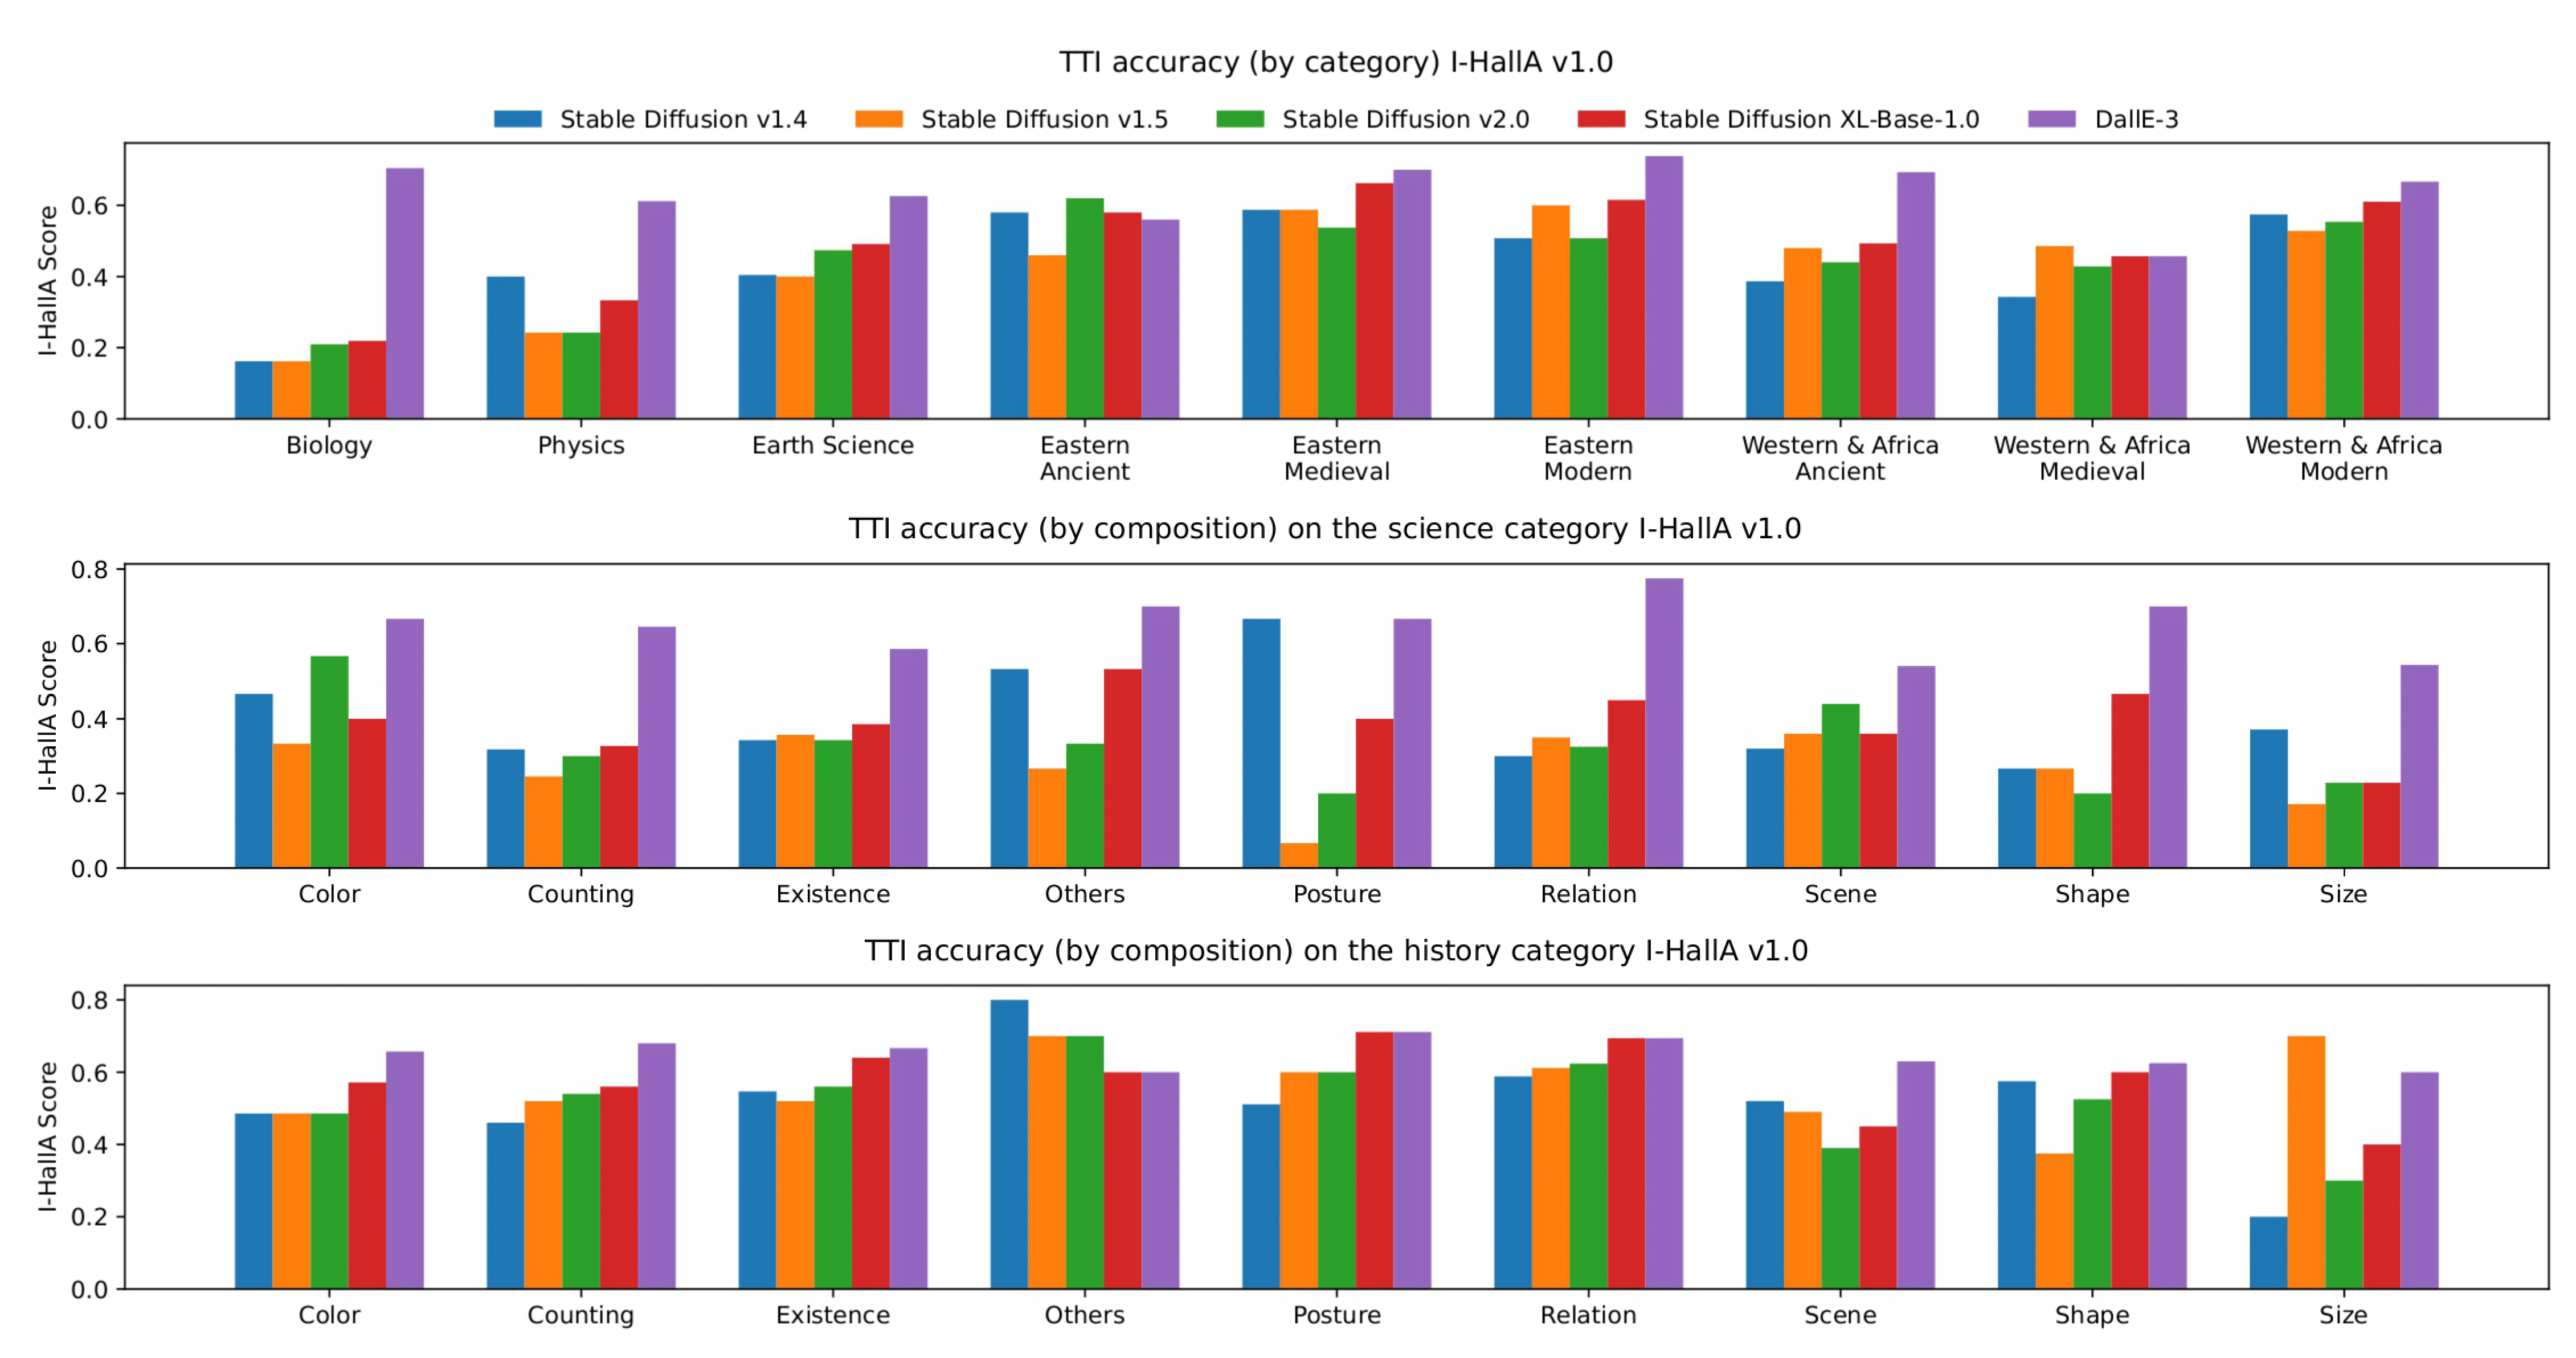 TTI accuracy (by category) I-HallA v1.0
Stable Diffusion v1.4 Stable Diffusion v1.5 Stable Diffusion v2.0 Stable Diffusion XL-Base-1.0 DallE-3
I-HallA Score
0.6
0.4
0.2
0.0
Biology Physics Earth Science Eastern Eastern Eastern Western & Africa Western & Africa Western & Africa
Ancient Medieval Modern Ancient Medieval Modern
TTI accuracy (by composition) on the science category I-HallA v1.0
I-HallA Score
0.8
0.6
0.4
0.2
0.0
Color Counting Existence Others Posture Relation Scene Shape Size
TTI accuracy (by composition) on the history category I-HallA v1.0
I-HallA Score
0.8
0.6
0.4
0.2
0.0
Color Counting Existence Others Posture Relation Scene Shape Size